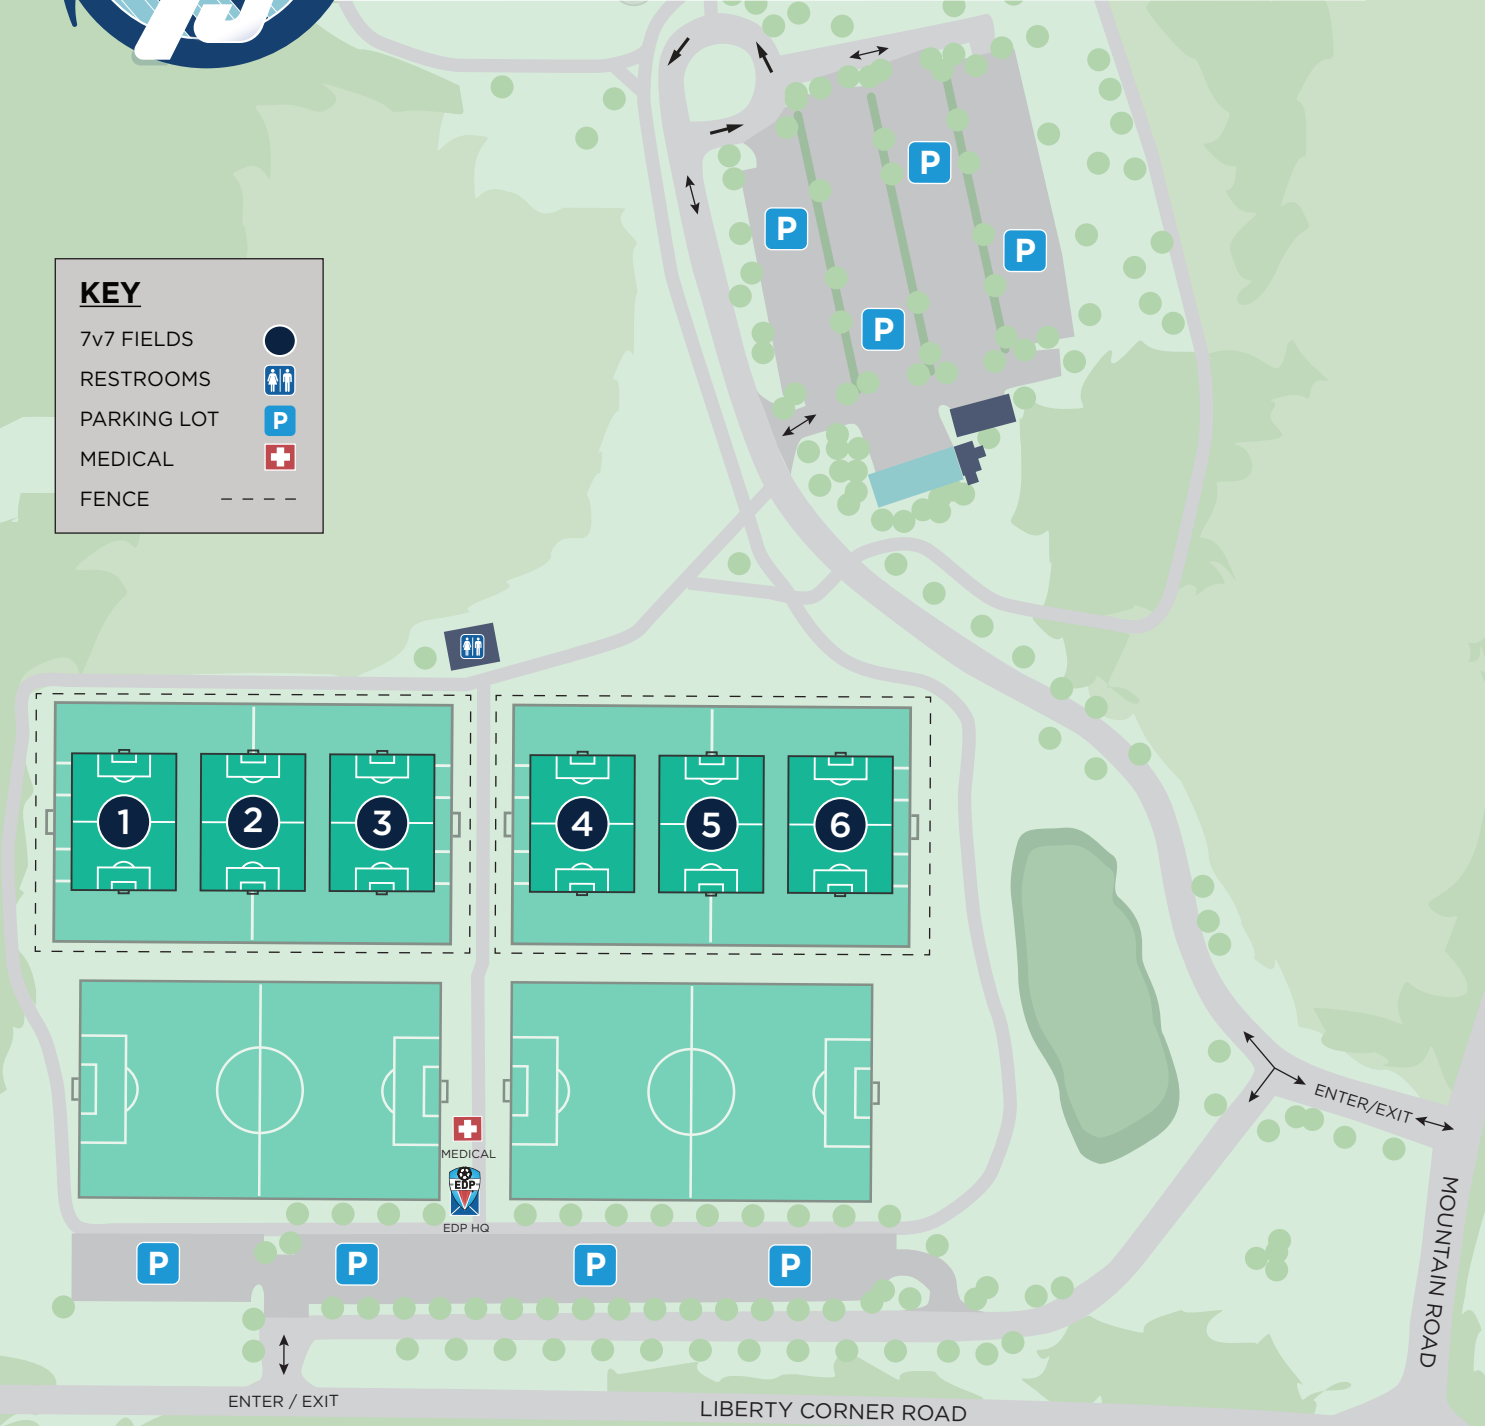 P
P
P
P
KEY
7v7 FIELDS
RESTROOMS
PARKING LOT
P
MEDICAL
FENCE
1
2
3
4
5
6
ENTER/EXIT
MEDICAL
EDP
EDP HQ
MOUNTAIN ROAD
P
P
P
P
ENTER / EXIT
LIBERTY CORNER ROAD